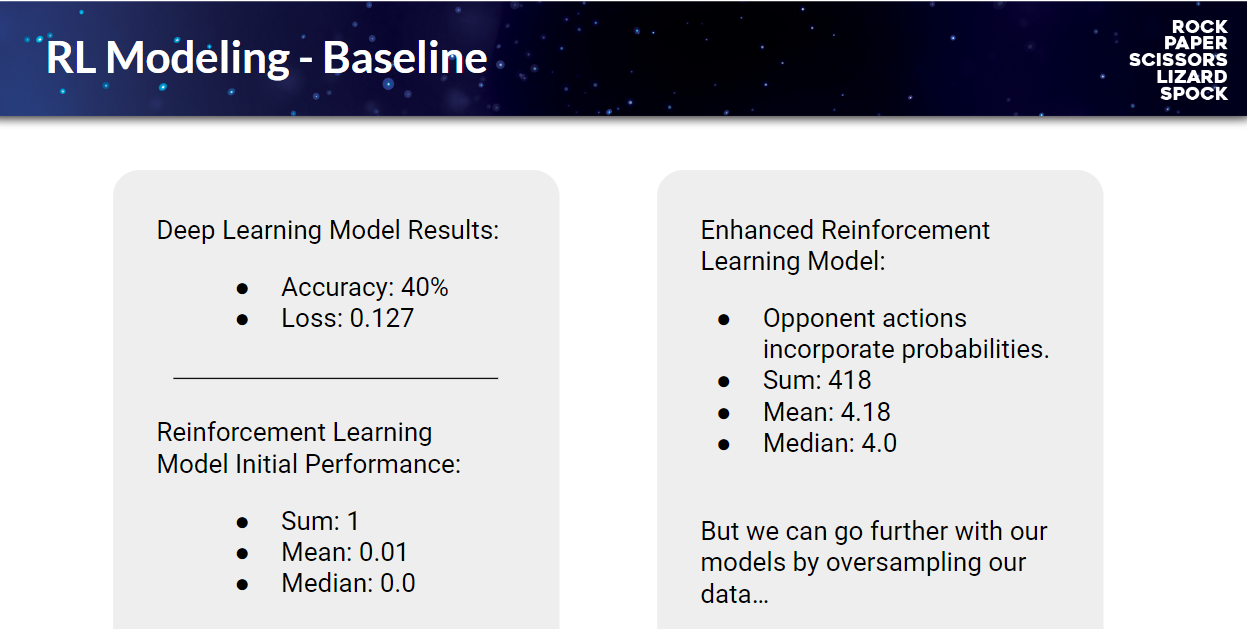 RL Modeling - Baseline
ROCK
PAPER
SCISSORS
LIZARD
SPOCK
Deep Learning Model Results:
● Accuracy: 40%
● Loss: 0.127
Reinforcement Learning
Model Initial Performance:
● Sum: 1
● Mean: 0.01
● Median: 0.0
Enhanced Reinforcement
Learning Model:
● Opponent actions
incorporate probabilities.
● Sum: 418
● Mean: 4.18
● Median: 4.0
But we can go further with our
models by oversampling our
data…